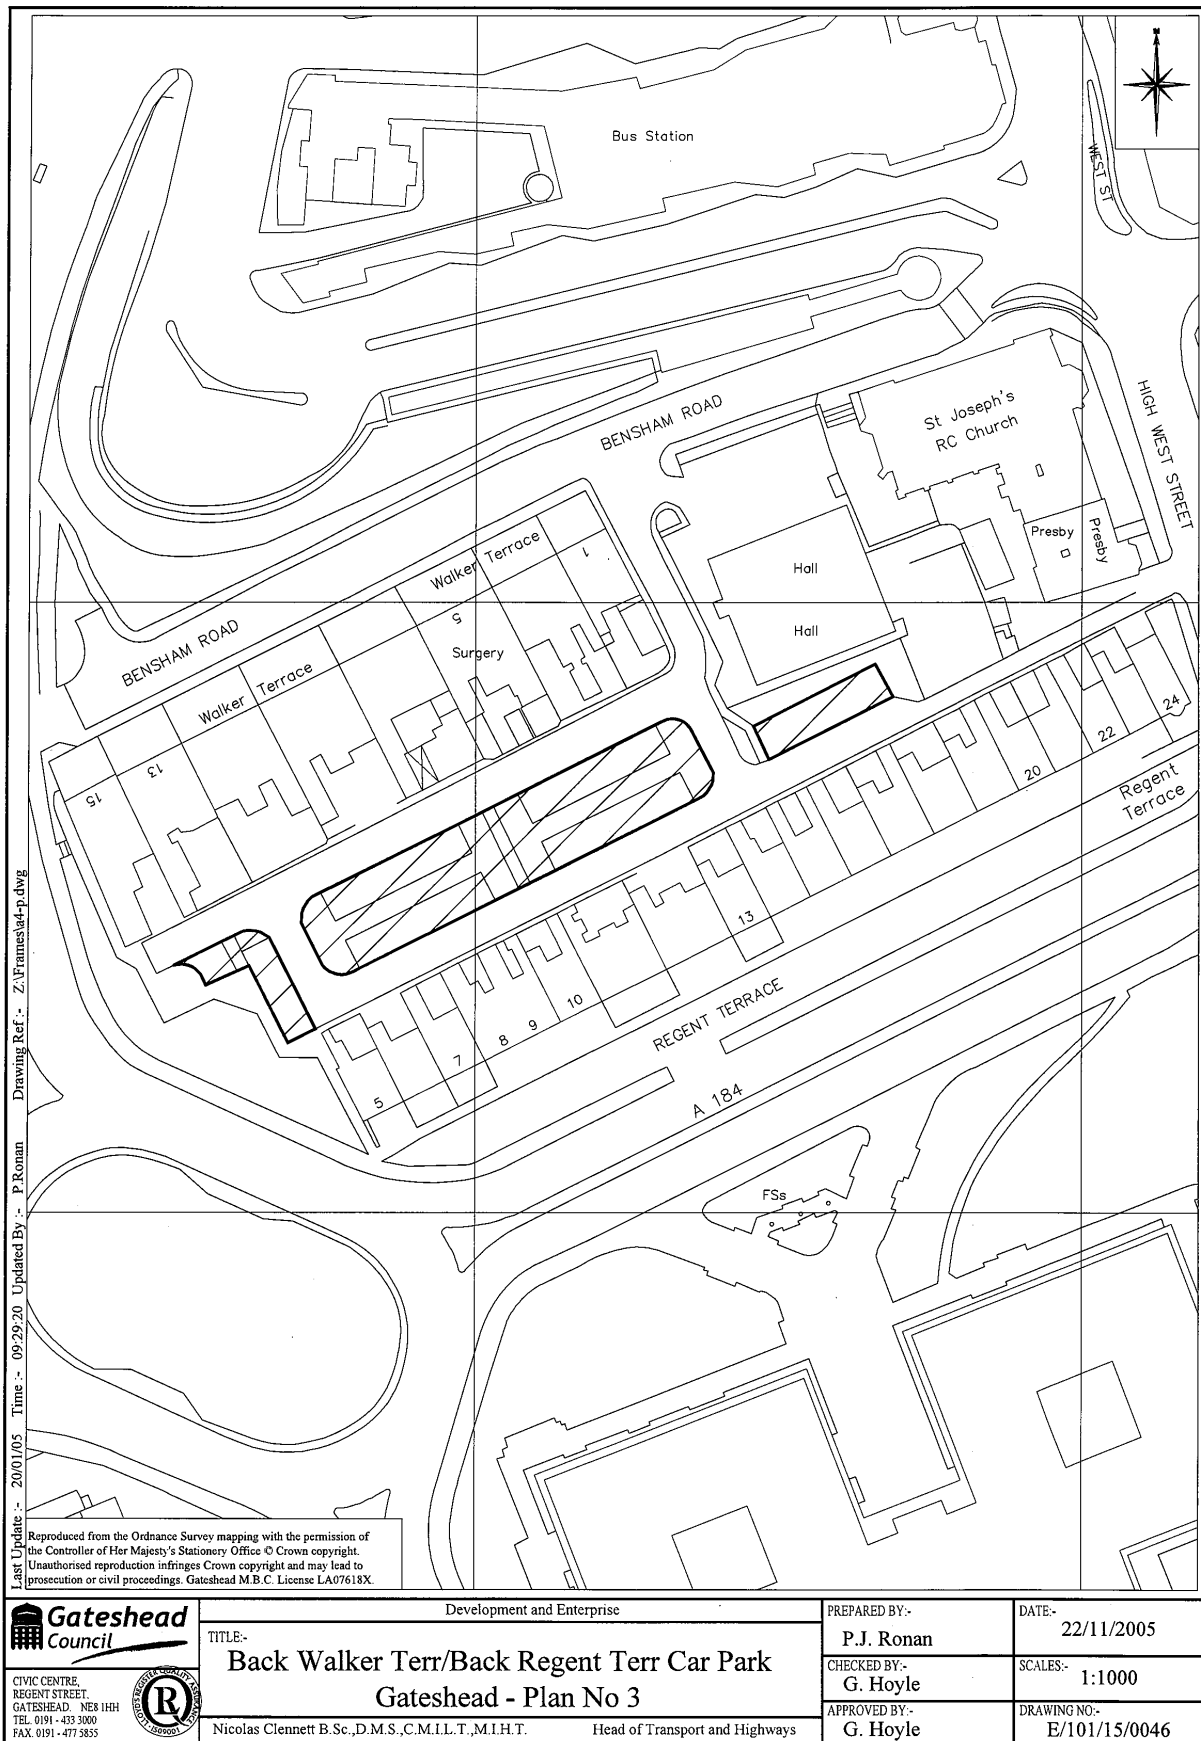 N
Bus Station
WEST ST
BENSHAM ROAD
St Joseph's
RC Church
HIGH WEST STREET
Presby
Presby
Hall
Hall
Walker Terrace
1
5
Surgery
BENSHAM ROAD
Walker Terrace
13
15
24
22
20
Regent
Terrace
13
10
9
8
7
5
REGENT TERRACE
A 184
FSs
Last Update :- 20/01/05 Time :- 09:29:20 Updated By :- P.Ronan Drawing Ref :- Z:\Frames\a4-p.dwg
Reproduced from the Ordnance Survey mapping with the permission of
the Controller of Her Majesty's Stationery Office © Crown copyright.
Unauthorised reproduction infringes Crown copyright and may lead to
prosecution or civil proceedings. Gateshead M.B.C. License LA07618X.
Gateshead
Council
CIVIC CENTRE,
REGENT STREET.
GATESHEAD. NE8 1HH
TEL. 0191 - 433 3000
FAX. 0191 - 477 5855
LLOYD'S REGISTER QUALITY ASSURANCE
R
ISO9001
Development and Enterprise
TITLE:-
Back Walker Terr/Back Regent Terr Car Park
Gateshead - Plan No 3
Nicolas Clennett B.Sc.,D.M.S.,C.M.I.L.T.,M.I.H.T. Head of Transport and Highways
PREPARED BY:-
P.J. Ronan
CHECKED BY:-
G. Hoyle
APPROVED BY:-
G. Hoyle
DATE:-
22/11/2005
SCALES:-
1:1000
DRAWING NO:-
E/101/15/0046